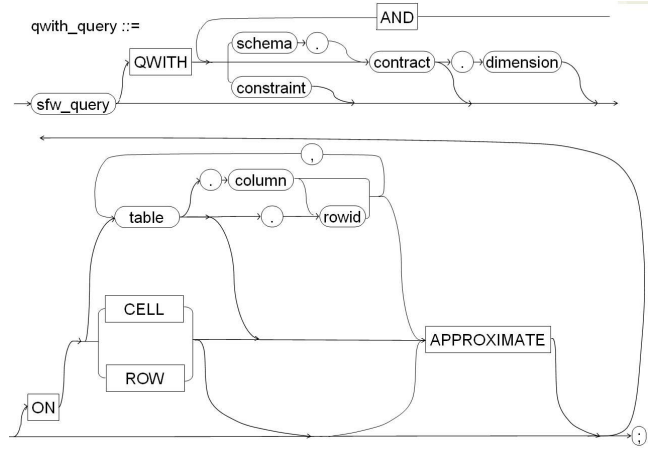 AND
qwith_query ::=
schema .
QWITH contract . dimension
constraint
sfw_query
,
. column
table . rowid
CELL
APPROXIMATE
ROW
ON
;